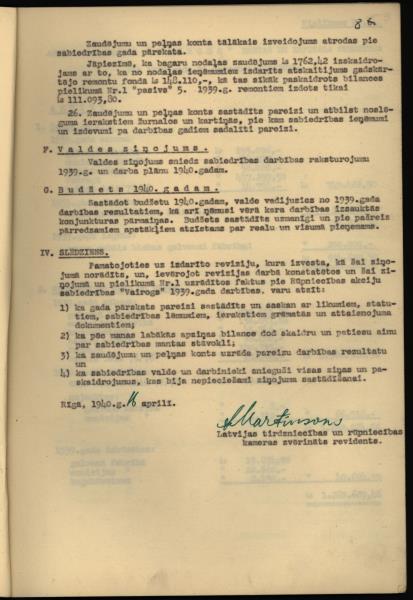 86
Zaudējumu un peļņas konta tālākais izveidojums atrodas pie
sabiedrības gada pārskata.
Jāpiezīmē, ka bagaru nodaļas zaudējums Ls 1762,42 izskaidro-
jams ar to, ka no nodaļas ieņēmumiem izdarīts atskaitījums gadskār-
tējo remontu fondā Ls 148.110,-, kā tas sīkāk paskaidrots bilances
pielikumā Nr.1 "pasīvs" 5. 1939.g. remontiem izdots tikai
Ls 111.093,80.
26. Zaudējumu un peļņas konts sastādīts pareizi un atbilst noslē-
guma ierakstiem žurnālos un kartiņās, pie kam sabiedrības ieņēmumi
un izdevumi pa darbības gadiem sadalīti pareizi.
F. Valdes ziņojums.
Valdes ziņojums sniedz sabiedrības darbības raksturojumu
1939.g. un darba plānu 1940.gadam.
G. Budžets 1940.gadam.
Sastādot budžetu 1940.gadam, valde vadījusies no 1939.gada
darbības rezultātiem, kā arī ņēmusi vērā kara darbības izsauktās
konjunktūras pārmaiņas. Budžets sastādīts uzmanīgi un pie pašreiz
pārredzamiem apstākļiem atzīstams par reālu un visumā pieņemams.
IV. SLĒDZIENS.
Pamatojoties uz izdarīto revīziju, kura izvesta, kā šai ziņo-
jumā norādīts, un, ievērojot revīzijas darbā konstatētos un šai zi-
ņojumā un pielikumā Nr.1 uzrādītos faktus pie Rūpniecības akciju
sabiedrības "Vairogs" 1939.gada darbības, varu atzīt:
1) ka gada pārskats pareizi sastādīts un saskan ar likumiem, statū-
tiem, sabiedrības lēmumiem, ierakstiem grāmatās un attaisnojuma
dokumentiem;
2) ka pēc manas labākās apziņas bilance dod skaidru un patiesu ainu
par sabiedrības mantas stāvokli;
3) ka zaudējumu un peļņas konts uzrāda pareizu darbības rezultātu
un
4) ka sabiedrības valde un darbinieki snieguši visas ziņas un pa-
skaidrojumus, kas bija nepieciešami ziņojuma sastādīšanai.
Rīgā, 1940.g. 16 aprīlī.
Martinsons
Latvijas tirdzniecības un rūpniecības
kameras zvērināts revidents.